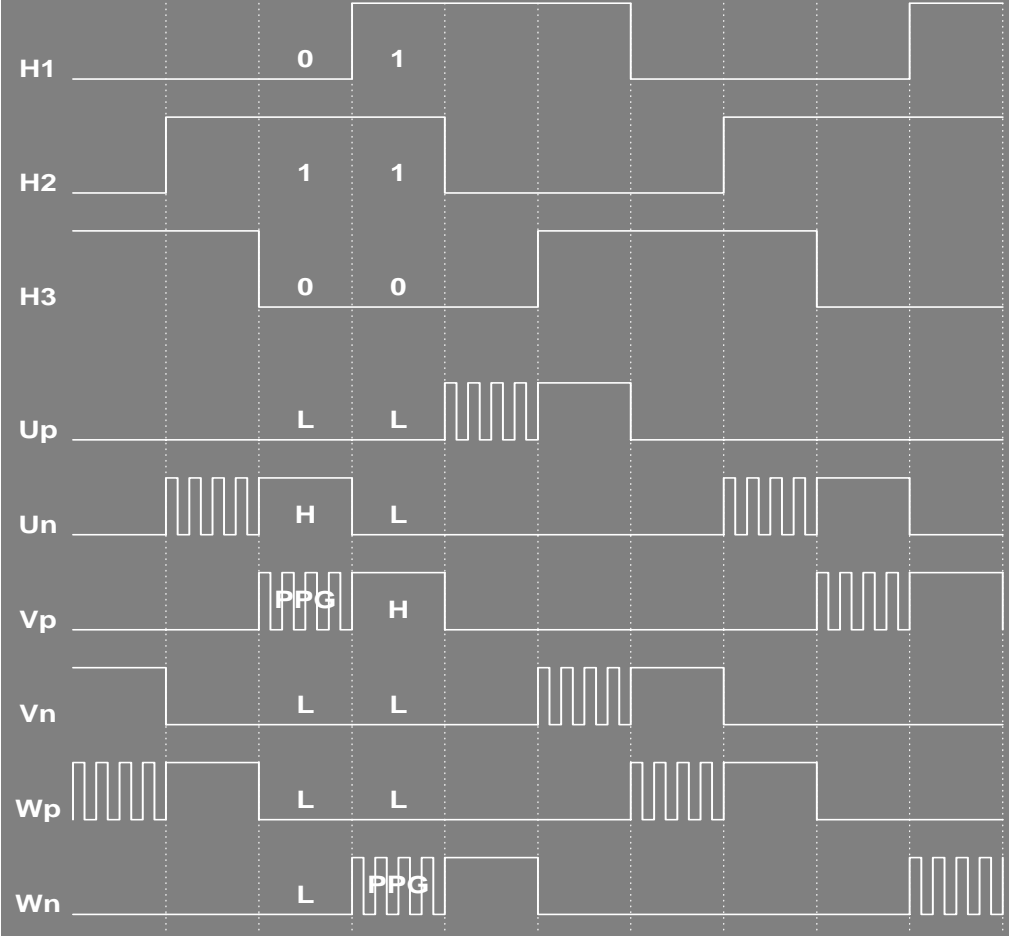 H1 0 1
H2 1 1
H3 0 0
Up L L
Un H L
Vp PPG H
Vn L L
Wp L L
Wn L PPG